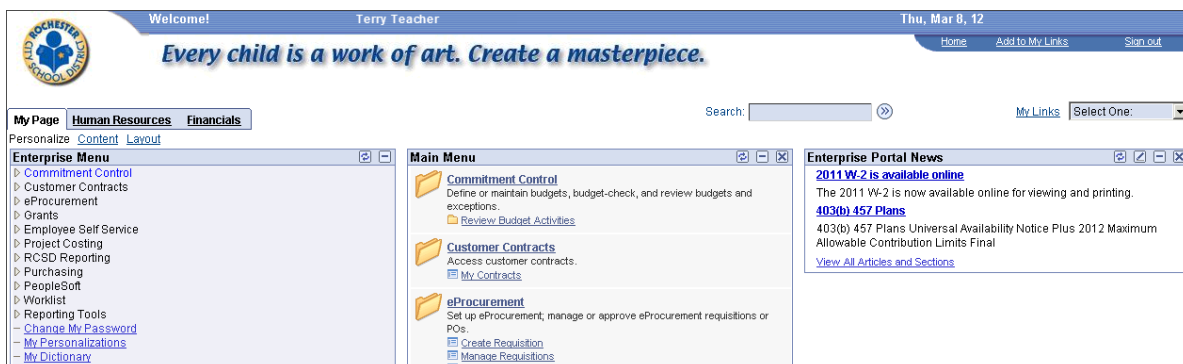 ROCHESTER
CITY SCHOOL DISTRICT
Welcome! Terry Teacher Thu, Mar 8, 12
Every child is a work of art. Create a masterpiece.
Home Add to My Links Sign out
Search:
My Links Select One:
My Page Human Resources Financials
Personalize Content Layout
Enterprise Menu
Commitment Control
Customer Contracts
eProcurement
Grants
Employee Self Service
Project Costing
RCSD Reporting
Purchasing
PeopleSoft
Worklist
Reporting Tools
Change My Password
My Personalizations
My Dictionary
Main Menu
Commitment Control
Define or maintain budgets, budget-check, and review budgets and
exceptions.
Review Budget Activities
Customer Contracts
Access customer contracts.
My Contracts
eProcurement
Set up eProcurement; manage or approve eProcurement requisitions or
POs.
Create Requisition
Manage Requisitions
Enterprise Portal News
2011 W-2 is available online
The 2011 W-2 is now available online for viewing and printing.
403(b) 457 Plans
403(b) 457 Plans Universal Availability Notice Plus 2012 Maximum
Allowable Contribution Limits Final
View All Articles and Sections